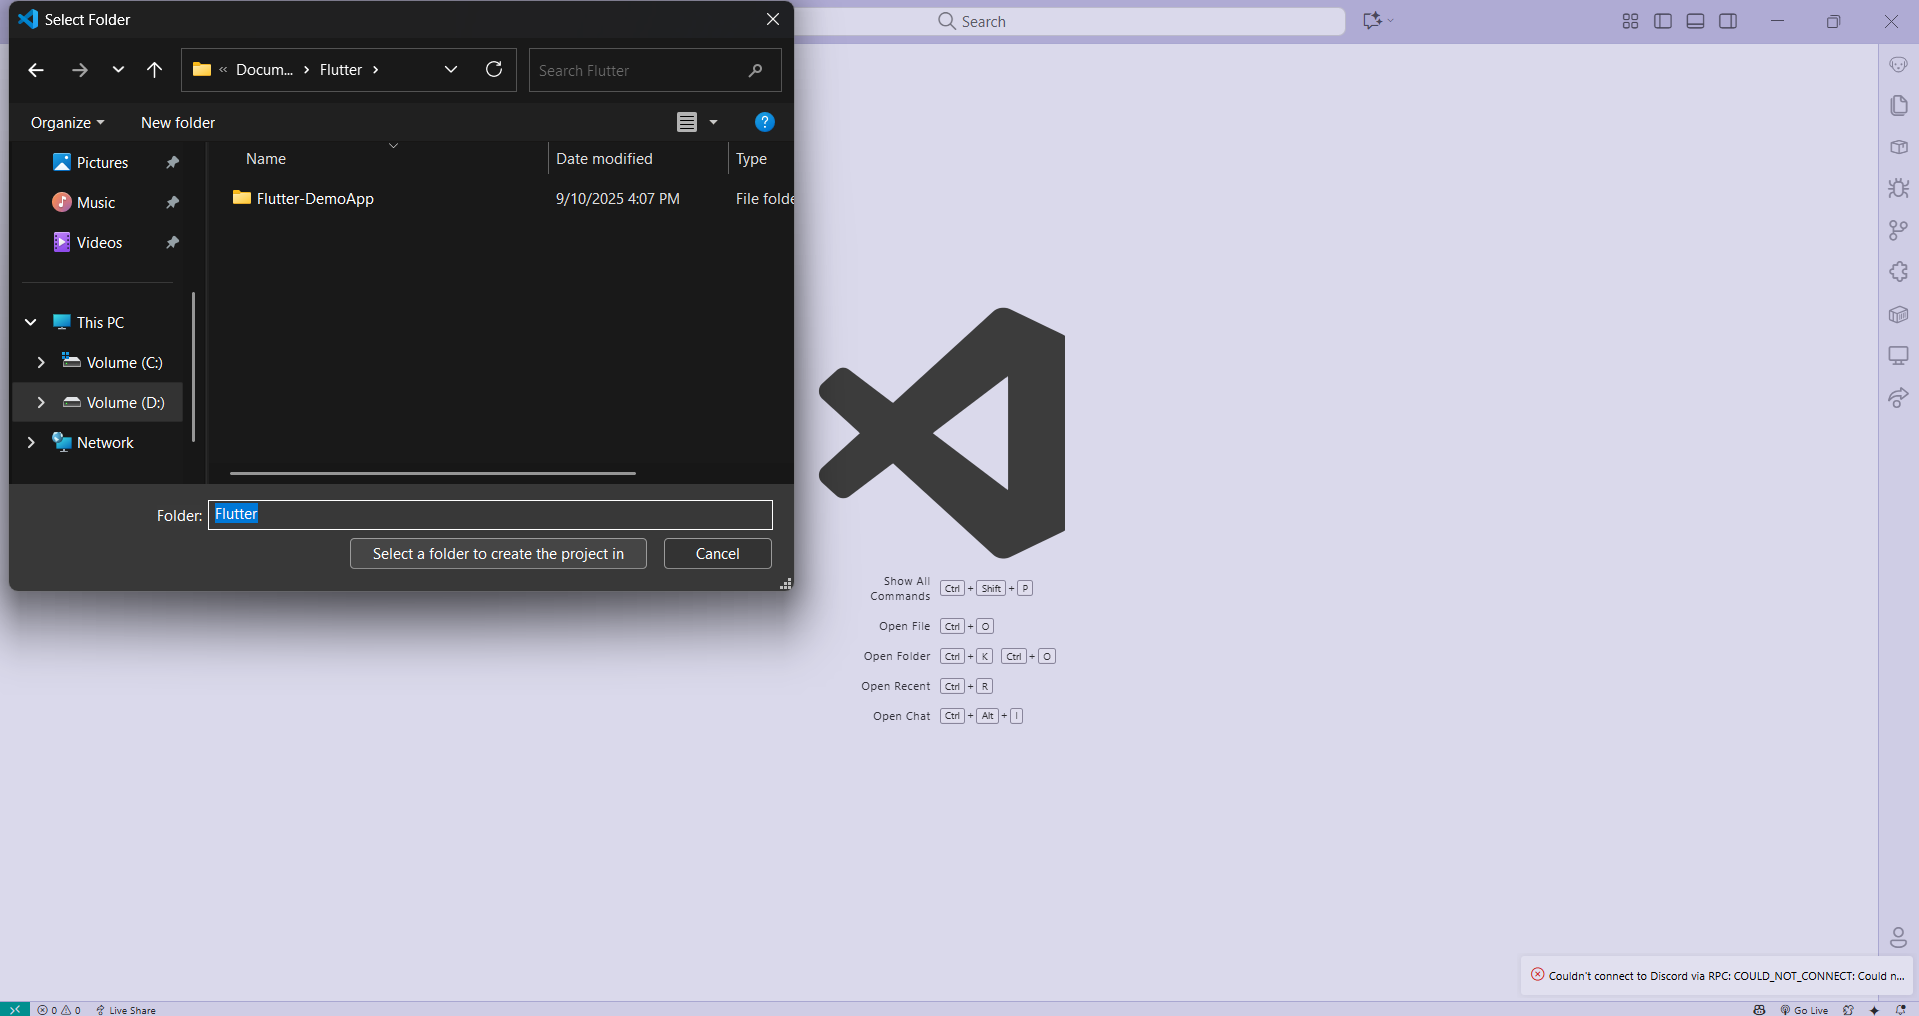 Select Folder
Search
Docum... Flutter
Search Flutter
Organize
New folder
?
Name
Date modified
Type
Pictures
Flutter-DemoApp
9/10/2025 4:07 PM
File folde
Music
Videos
This PC
Volume (C:)
Volume (D:)
Network
Folder:
Flutter
Select a folder to create the project in
Cancel
Show All
Commands
Ctrl + Shift + P
Open File
Ctrl + O
Open Folder
Ctrl + K Ctrl + O
Open Recent
Ctrl + R
Open Chat
Ctrl + Alt + I
Couldn't connect to Discord via RPC: COULD_NOT_CONNECT: Could n...
0 0
Live Share
Go Live